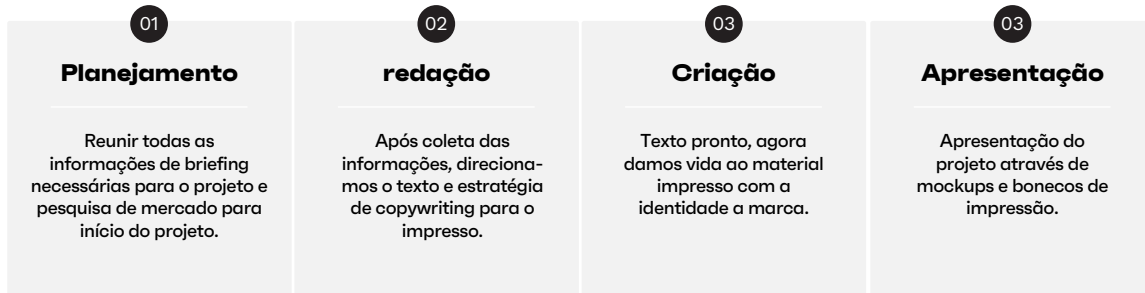 01
Planejamento
Reunir todas as
informações de briefing
necessárias para o projeto e
pesquisa de mercado para
início do projeto.
02
redação
Após coleta das
informações, direciona-
mos o texto e estratégia
de copywriting para o
impresso.
03
Criação
Texto pronto, agora
damos vida ao material
impresso com a
identidade a marca.
03
Apresentação
Apresentação do
projeto através de
mockups e bonecos de
impressão.